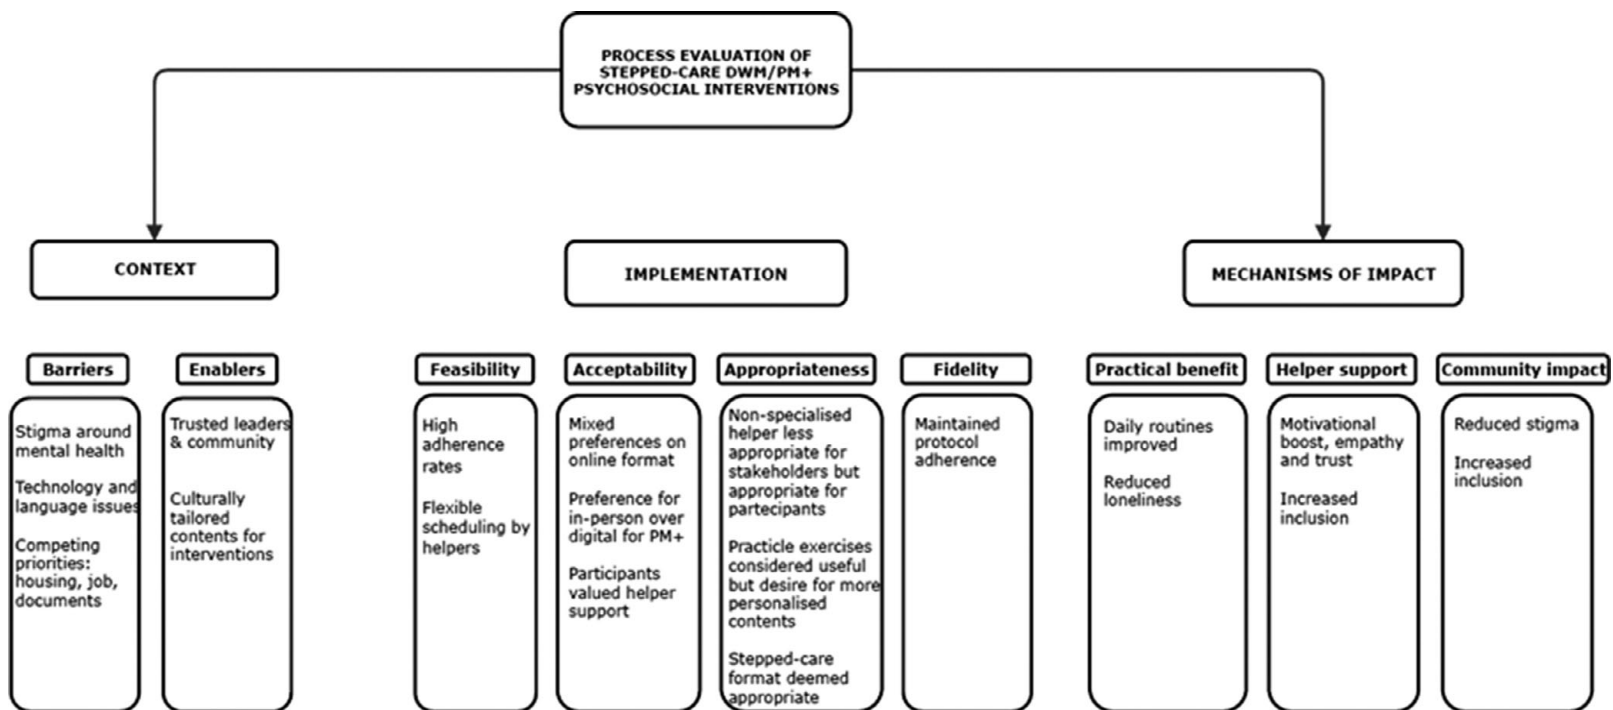 PROCESS EVALUATION OF
STEPPED-CARE DWM/PM+
PSYCHOSOCIAL INTERVENTIONS
CONTEXT
IMPLEMENTATION
MECHANISMS OF IMPACT
Barriers
Stigma around
mental health
Technology and
language issues
Competing
priorities:
housing, job,
documents
Enablers
Trusted leaders
& community
Culturally
tailored
contents for
interventions
Feasibility
High
adherence
rates
Flexible
scheduling by
helpers
Acceptability
Mixed
preferences on
online format
Preference for
in-person over
digital for PM+
Participants
valued helper
support
Appropriateness
Non-specialised
helper less
appropriate for
stakeholders but
appropriate for
partecipants
Practicle exercises
considered useful
but desire for more
personalised
contents
Stepped-care
format deemed
appropriate
Fidelity
Maintained
protocol
adherence
Practical benefit
Daily routines
improved
Reduced
loneliness
Helper support
Motivational
boost, empathy
and trust
Increased
inclusion
Community impact
Reduced stigma
Increased
inclusion